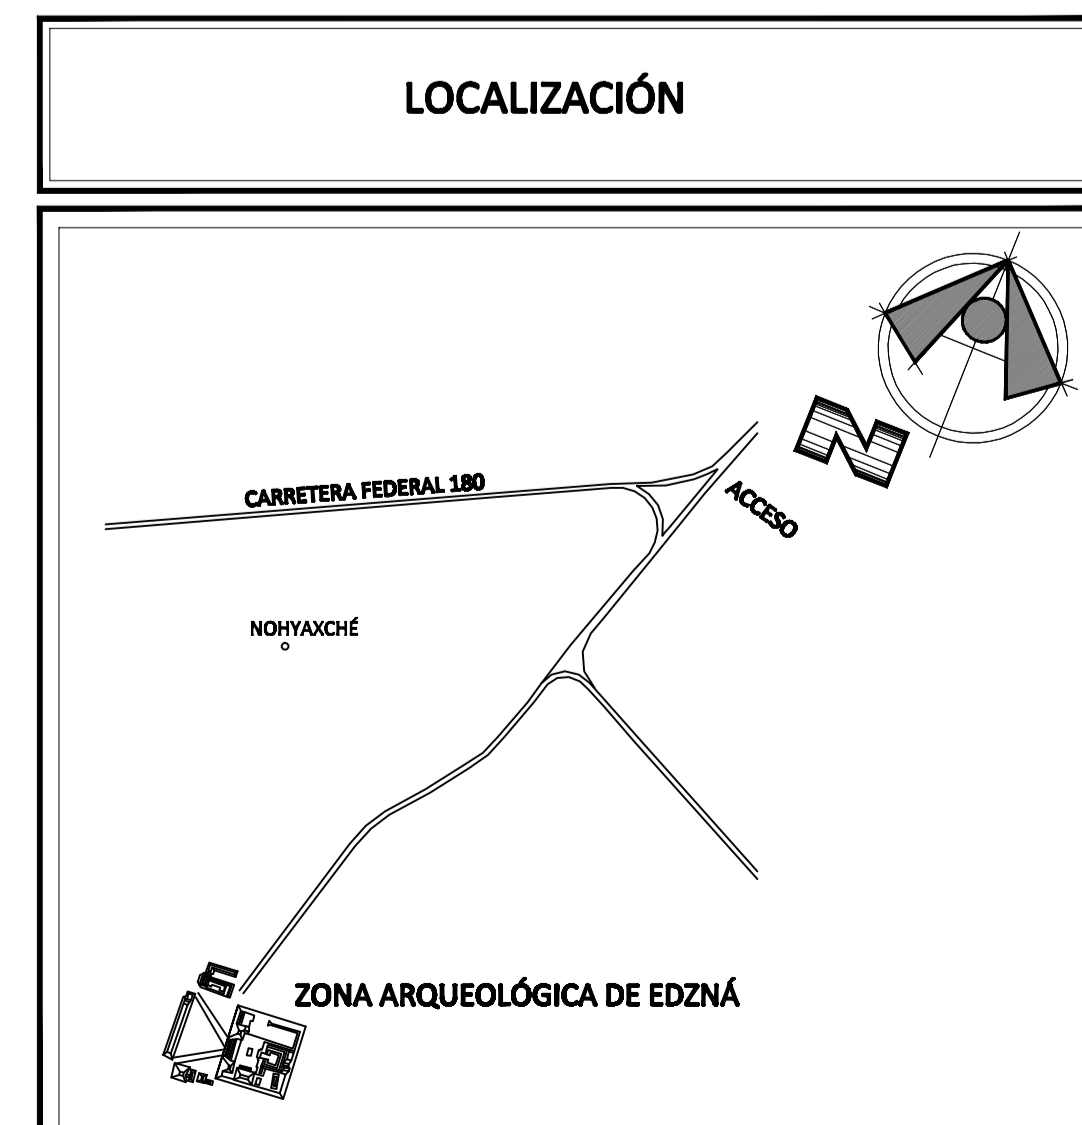 LOCALIZACIÓN
N
CARRETERA FEDERAL 180
ACCESO
NOHYAXCHÉ
ZONA ARQUEOLÓGICA DE EDZNÁ